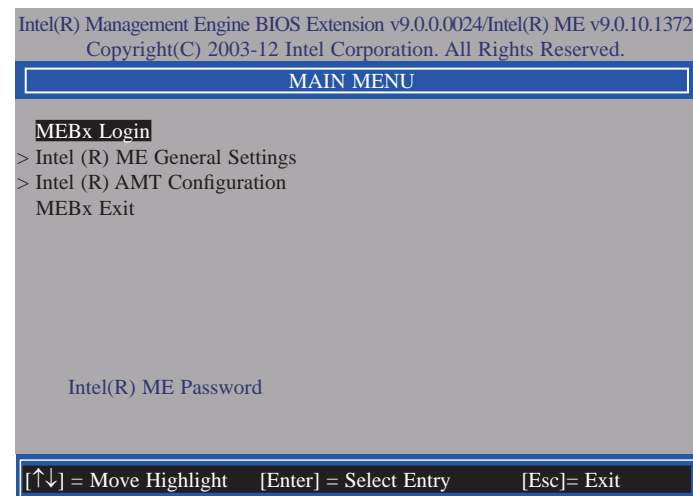 Intel(R) Management Engine BIOS Extension v9.0.0.0024/Intel(R) ME v9.0.10.1372
Copyright(C) 2003-12 Intel Corporation. All Rights Reserved.
MAIN MENU
MEBx Login
> Intel (R) ME General Settings
> Intel (R) AMT Configuration
MEBx Exit
Intel(R) ME Password
[↑↓] = Move Highlight [Enter] = Select Entry [Esc]= Exit